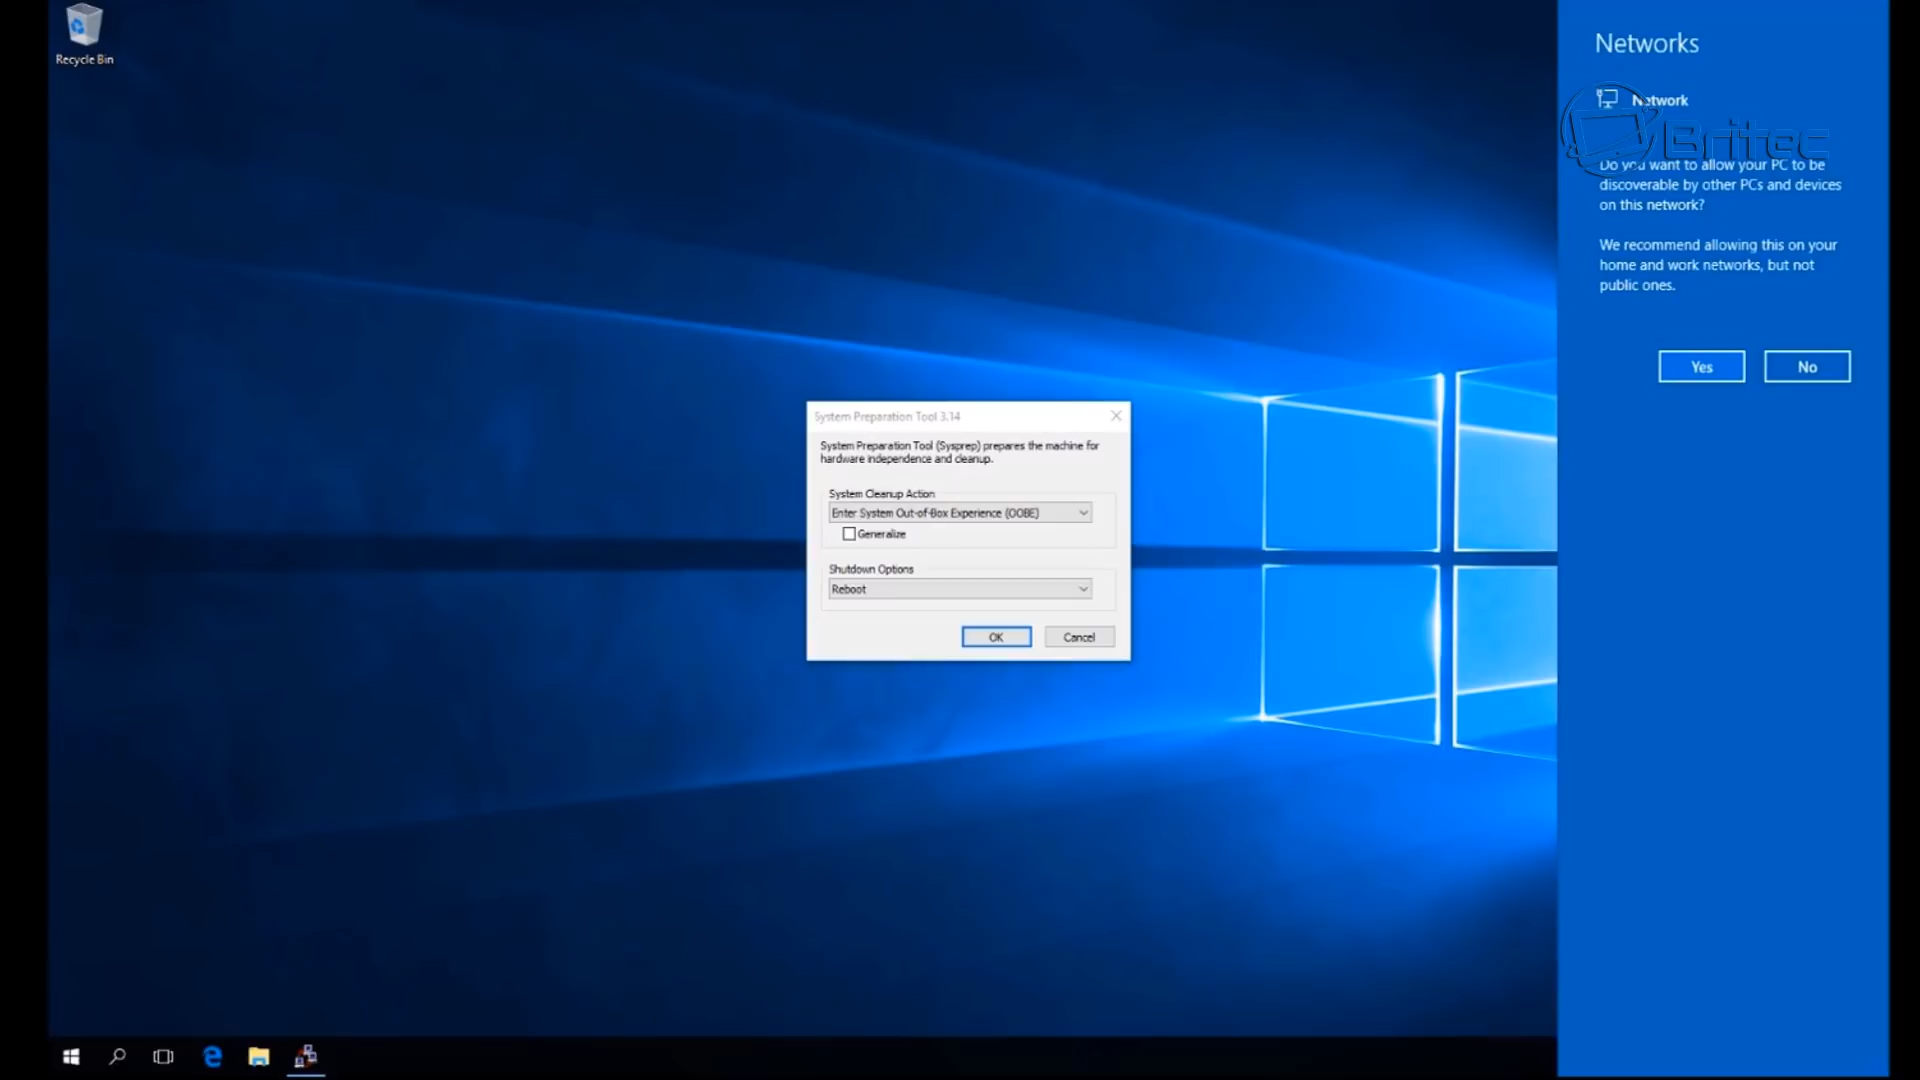 Recycle Bin
Networks
Network
Britec
Do you want to allow your PC to be
discoverable by other PCs and devices
on this network?
We recommend allowing this on your
home and work networks, but not
public ones.
Yes
No
System Preparation Tool 3.14
System Preparation Tool (Sysprep) prepares the machine for
hardware independence and cleanup.
System Cleanup Action
Enter System Out-of-Box Experience (OOBE)
Generalize
Shutdown Options
Reboot
OK
Cancel